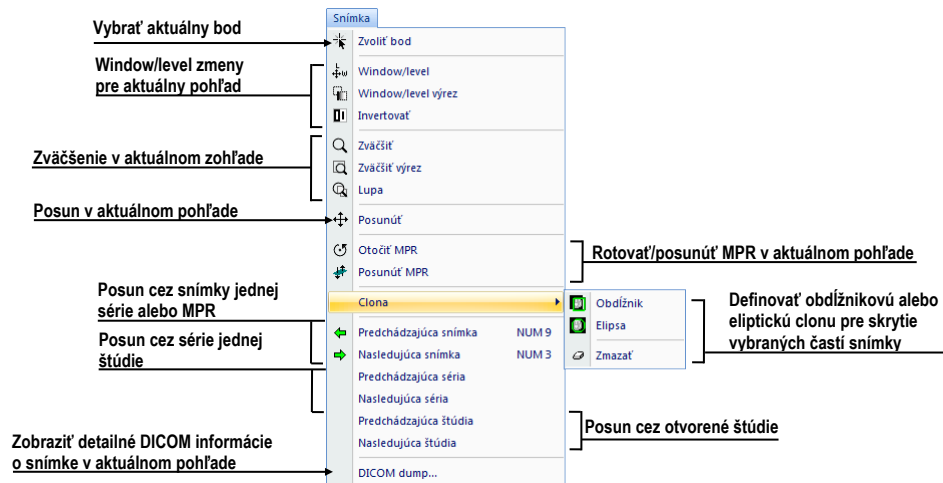 Snímka
Vybrať aktuálny bod
Zvoliť bod
Window/level zmeny
pre aktuálny pohľad
Window/level
Window/level výrez
Invertovať
Zväčšenie v aktuálnom zohľade
Zväčšiť
Zväčšiť výrez
Lupa
Posun v aktuálnom pohľade
Posunúť
Otočiť MPR
Posunúť MPR
Rotovať/posunúť MPR v aktuálnom pohľade
Posun cez snímky jednej
série alebo MPR
Clona
Obdĺžnik
Elipsa
Zmazať
Definovať obdĺžnikovú alebo
eliptickú clonu pre skrytie
vybraných častí snímky
Posun cez série jednej
štúdie
Predchádzajúca snímka NUM 9
Nasledujúca snímka NUM 3
Predchádzajúca séria
Nasledujúca séria
Predchádzajúca štúdia
Nasledujúca štúdia
Posun cez otvorené štúdie
Zobraziť detailné DICOM informácie
o snímke v aktuálnom pohľade
DICOM dump...